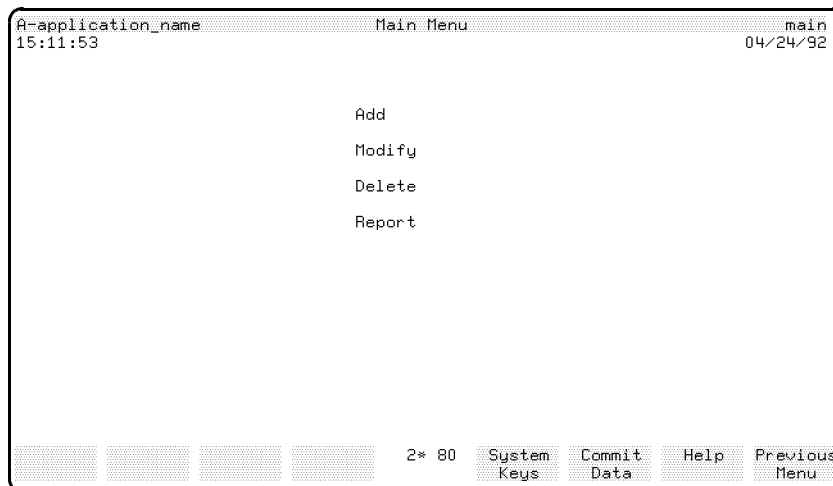 A-application_name Main Menu main
15:11:53 04/24/92
Add
Modify
Delete
Report
2* 80 System Commit Help Previous
Keys Data Menu